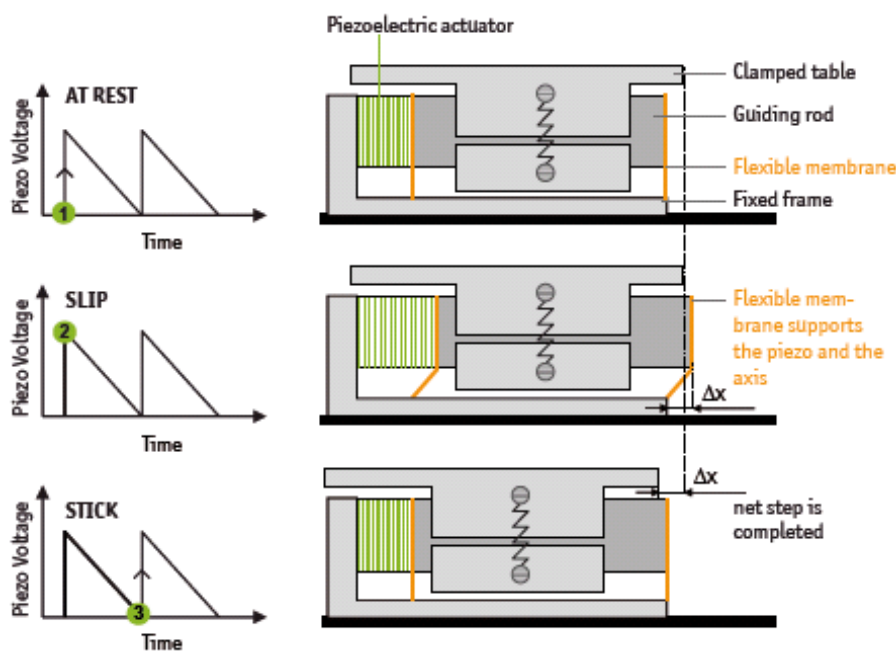 Piezoelectric actuator
AT REST
Piezo Voltage
1
Time
Clamped table
Guiding rod
Flexible membrane
Fixed frame
SLIP
Piezo Voltage
2
Time
Flexible mem-
brane supports
the piezo and the
axis
Δx
STICK
Piezo Voltage
3
Time
Δx
net step is
completed